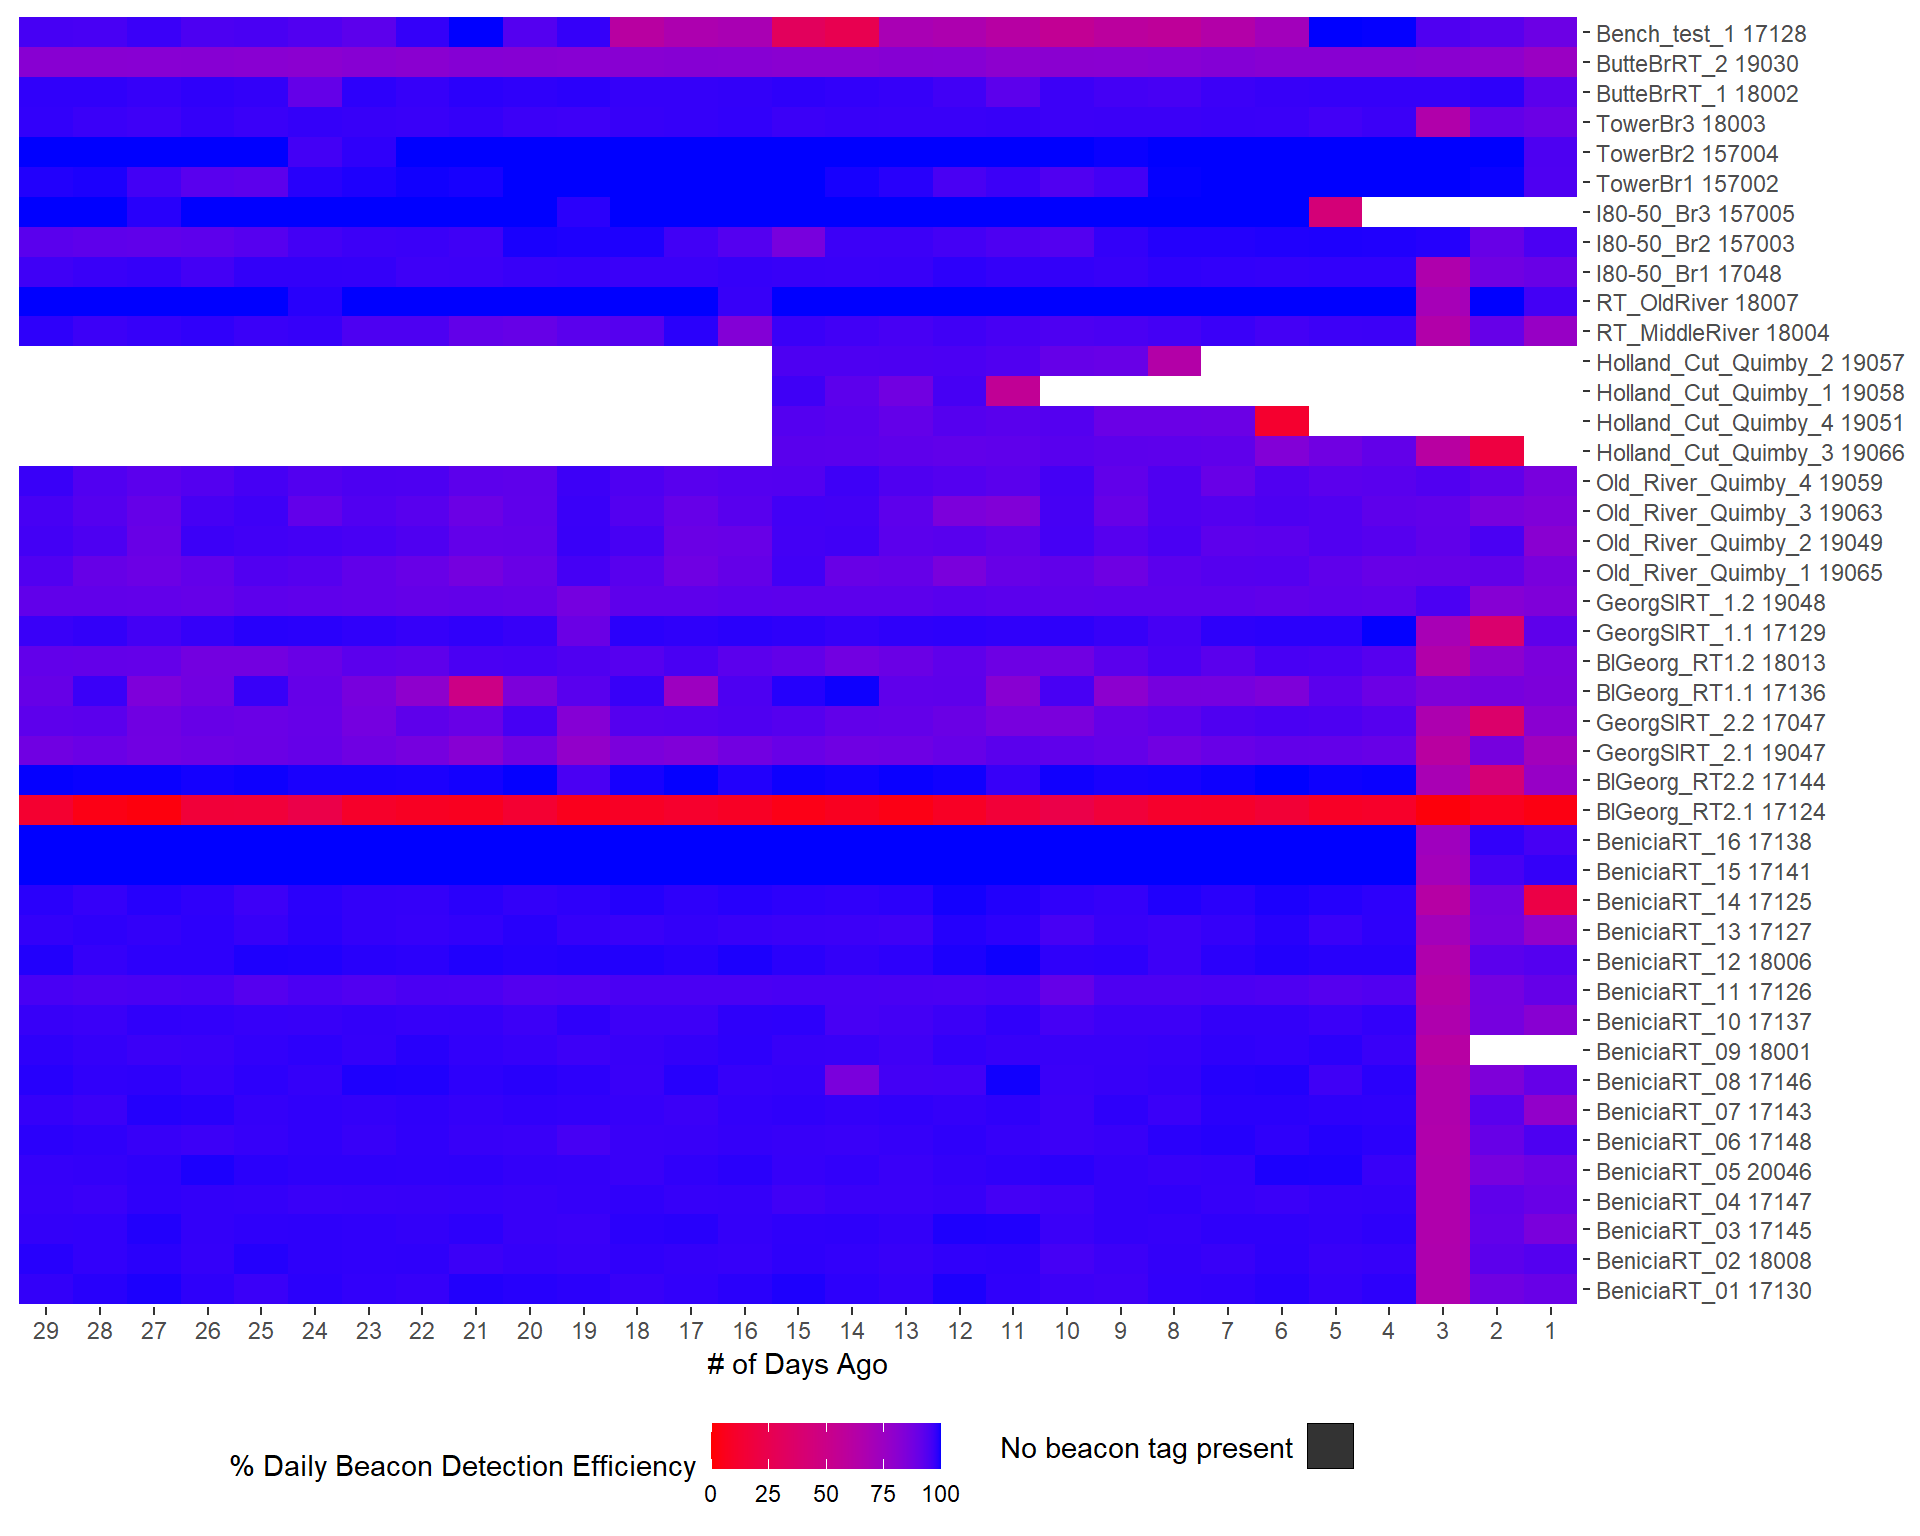 Bench_test_1 17128
ButteBrRT_2 19030
ButteBrRT_1 18002
TowerBr3 18003
TowerBr2 157004
TowerBr1 157002
I80-50_Br3 157005
I80-50_Br2 157003
I80-50_Br1 17048
RT_OldRiver 18007
RT_MiddleRiver 18004
Holland_Cut_Quimby_2 19057
Holland_Cut_Quimby_1 19058
Holland_Cut_Quimby_4 19051
Holland_Cut_Quimby_3 19066
Old_River_Quimby_4 19059
Old_River_Quimby_3 19063
Old_River_Quimby_2 19049
Old_River_Quimby_1 19065
GeorgSlRT_1.2 19048
GeorgSlRT_1.1 17129
BlGeorg_RT1.2 18013
BlGeorg_RT1.1 17136
GeorgSlRT_2.2 17047
GeorgSlRT_2.1 19047
BlGeorg_RT2.2 17144
BlGeorg_RT2.1 17124
BeniciaRT_16 17138
BeniciaRT_15 17141
BeniciaRT_14 17125
BeniciaRT_13 17127
BeniciaRT_12 18006
BeniciaRT_11 17126
BeniciaRT_10 17137
BeniciaRT_09 18001
BeniciaRT_08 17146
BeniciaRT_07 17143
BeniciaRT_06 17148
BeniciaRT_05 20046
BeniciaRT_04 17147
BeniciaRT_03 17145
BeniciaRT_02 18008
BeniciaRT_01 17130
29 28 27 26 25 24 23 22 21 20 19 18 17 16 15 14 13 12 11 10 9 8 7 6 5 4 3 2 1
# of Days Ago
% Daily Beacon Detection Efficiency
0 25 50 75 100
No beacon tag present